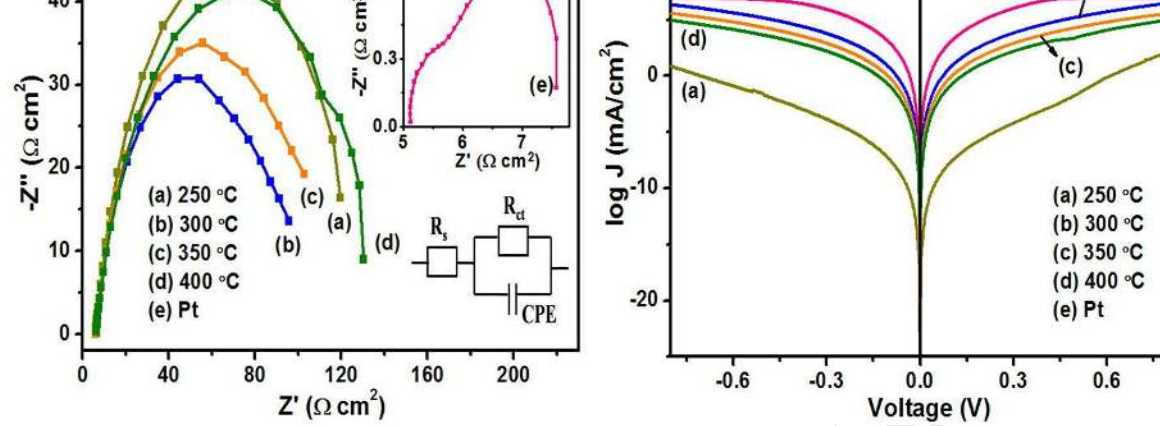 40
30
20
10
0
-Z'' (Ω cm²)
0 40 80 120 160 200
Z' (Ω cm²)
(a) 250 °C
(b) 300 °C
(c) 350 °C
(d) 400 °C
(e) Pt
(c)
(a)
(b)
(d)
-Z'' (Ω cm²)
0.3
0.0
5 6 7
Z' (Ω cm²)
(e)
Rs
Rct
CPE
log J (mA/cm²)
0
-10
-20
-0.6 -0.3 0.0 0.3 0.6
Voltage (V)
(d)
(a)
(c)
(a) 250 °C
(b) 300 °C
(c) 350 °C
(d) 400 °C
(e) Pt